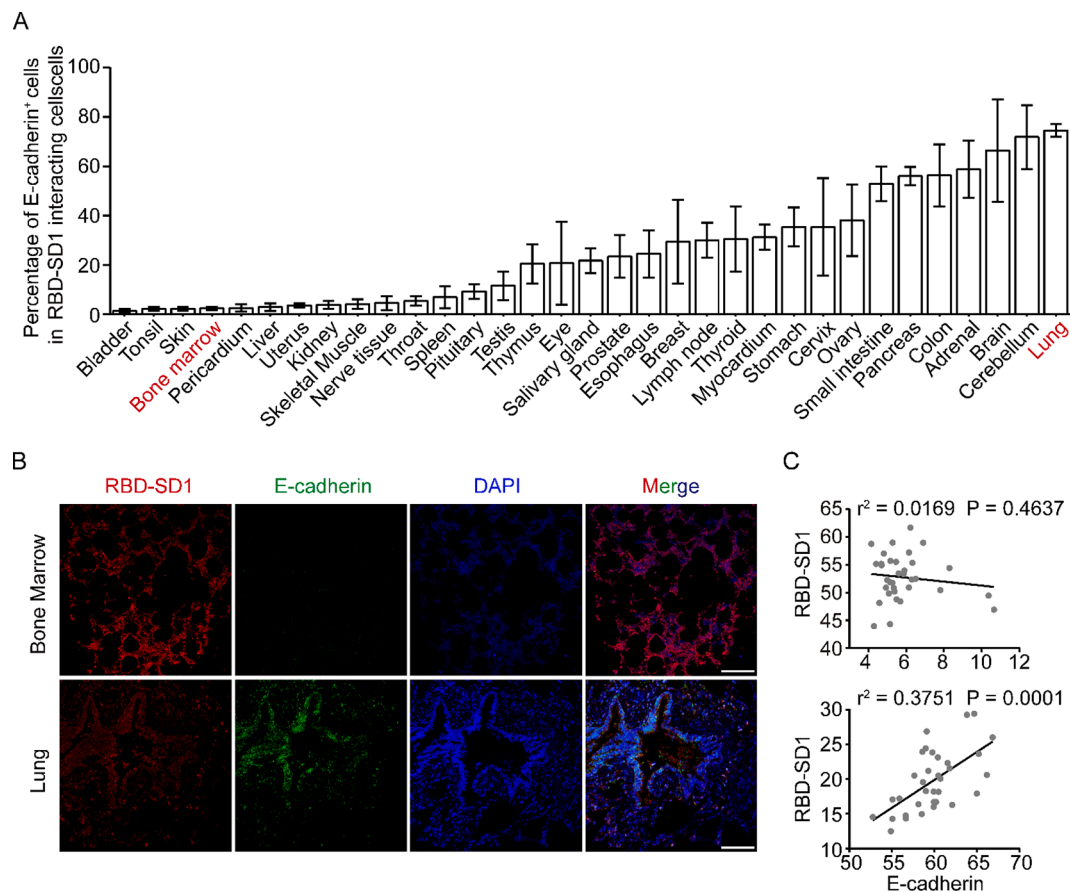 A
Percentage of E-cadherin⁺ cells
in RBD-SD1 interacting cellscells
100
80
60
40
20
0
Bladder
Tonsil
Skin
Bone marrow
Pericardium
Liver
Uterus
Kidney
Skeletal Muscle
Nerve tissue
Throat
Spleen
Pituitary
Testis
Thymus
Eye
Salivary gland
Prostate
Esophagus
Breast
Lymph node
Thyroid
Myocardium
Stomach
Cervix
Ovary
Small intestine
Pancreas
Colon
Adrenal
Brain
Cerebellum
Lung
B
RBD-SD1 E-cadherin DAPI Merge
Bone Marrow
Lung
C
r² = 0.0169 P = 0.4637
RBD-SD1
65
60
55
50
45
40
4 6 8 10 12
r² = 0.3751 P = 0.0001
RBD-SD1
30
25
20
15
10
50 55 60 65 70
E-cadherin